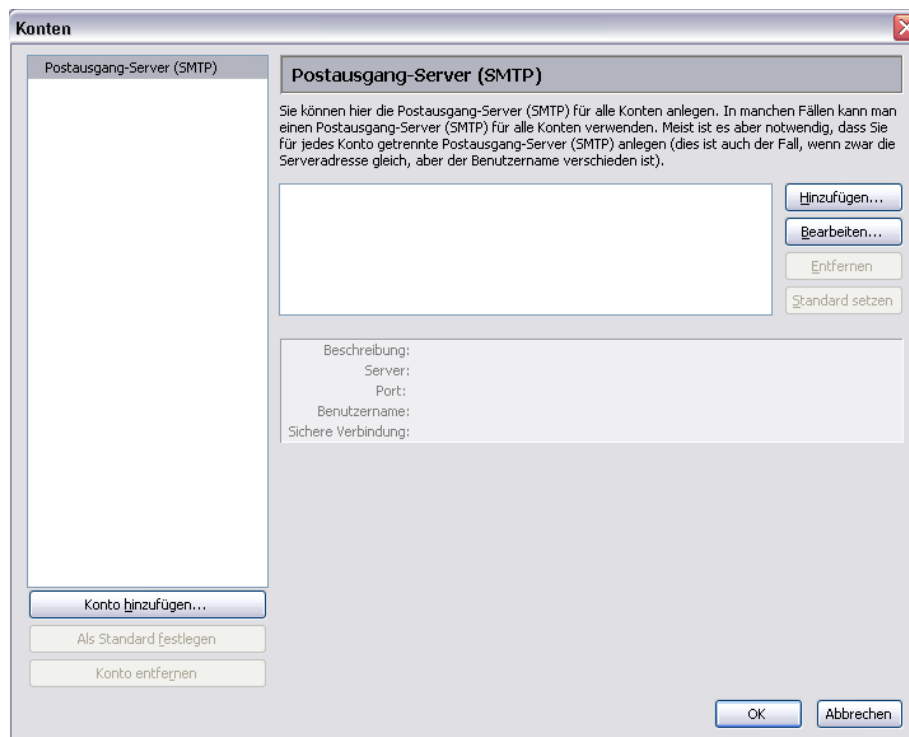 Konten
Postausgang-Server (SMTP)
Postausgang-Server (SMTP)
Sie können hier die Postausgang-Server (SMTP) für alle Konten anlegen. In manchen Fällen kann man
einen Postausgang-Server (SMTP) für alle Konten verwenden. Meist ist es aber notwendig, dass Sie
für jedes Konto getrennte Postausgang-Server (SMTP) anlegen (dies ist auch der Fall, wenn zwar die
Serveradresse gleich, aber der Benutzername verschieden ist).
Hinzufügen...
Bearbeiten...
Entfernen
Standard setzen
Beschreibung:
Server:
Port:
Benutzername:
Sichere Verbindung:
Konto hinzufügen...
Als Standard festlegen
Konto entfernen
OK
Abbrechen